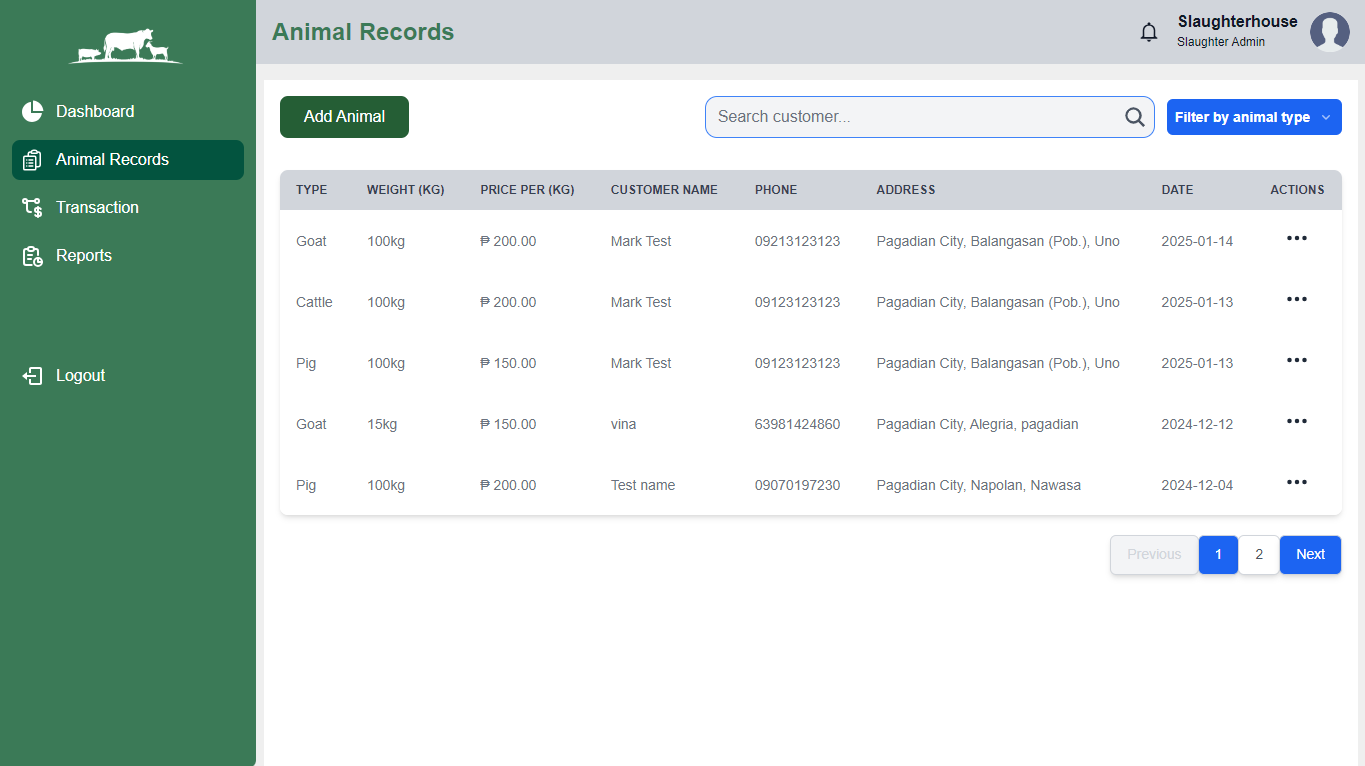 Animal Records
Slaughterhouse
Slaughter Admin
Dashboard
Animal Records
Transaction
Reports
Logout
Add Animal
Search customer...
Filter by animal type
TYPE WEIGHT (KG) PRICE PER (KG) CUSTOMER NAME PHONE ADDRESS DATE ACTIONS
Goat 100kg ₱ 200.00 Mark Test 09213123123 Pagadian City, Balangasan (Pob.), Uno 2025-01-14
Cattle 100kg ₱ 200.00 Mark Test 09123123123 Pagadian City, Balangasan (Pob.), Uno 2025-01-13
Pig 100kg ₱ 150.00 Mark Test 09123123123 Pagadian City, Balangasan (Pob.), Uno 2025-01-13
Goat 15kg ₱ 150.00 vina 63981424860 Pagadian City, Alegria, pagadian 2024-12-12
Pig 100kg ₱ 200.00 Test name 09070197230 Pagadian City, Napolan, Nawasa 2024-12-04
Previous 1 2 Next